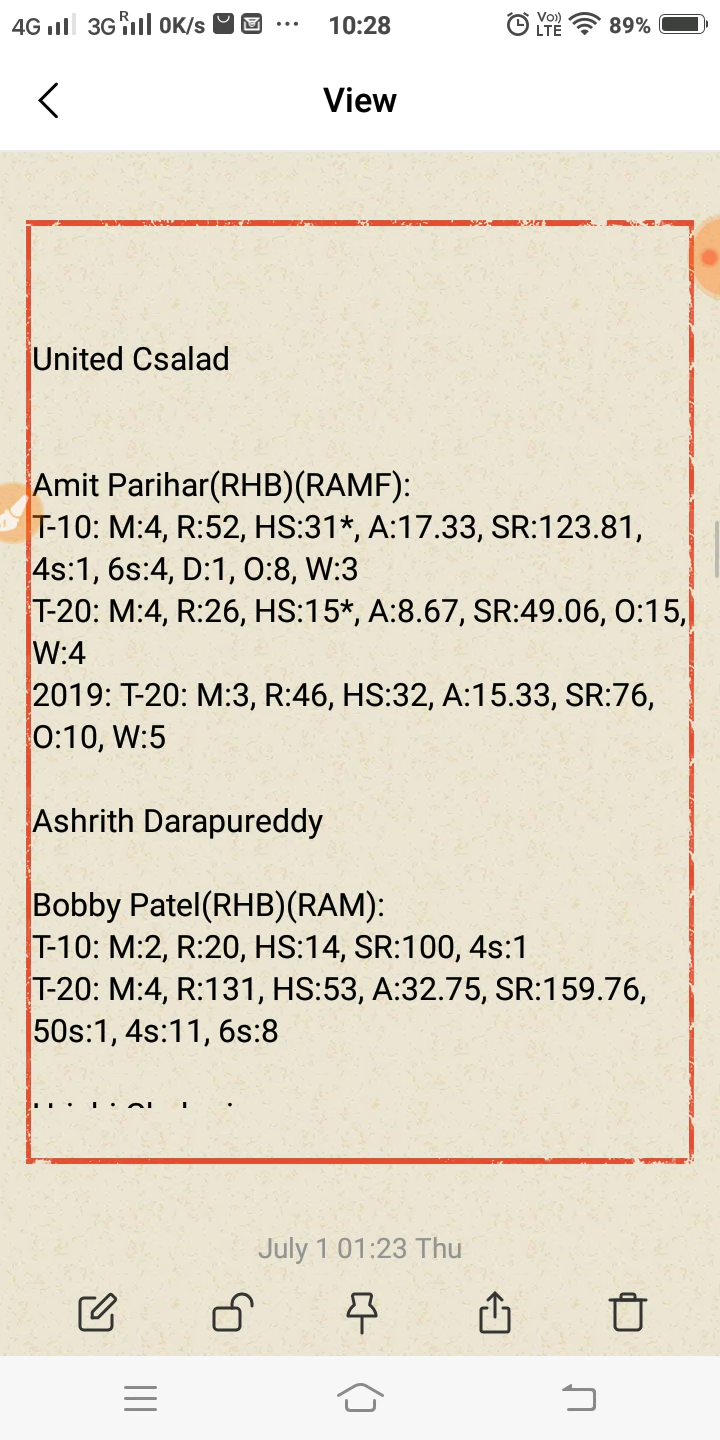 4G 3G R 0K/s ... 10:28 Vo)) LTE 89%
View
United Csalad
Amit Parihar(RHB)(RAMF):
T-10: M:4, R:52, HS:31*, A:17.33, SR:123.81,
4s:1, 6s:4, D:1, O:8, W:3
T-20: M:4, R:26, HS:15*, A:8.67, SR:49.06, O:15,
W:4
2019: T-20: M:3, R:46, HS:32, A:15.33, SR:76,
O:10, W:5
Ashrith Darapureddy
Bobby Patel(RHB)(RAM):
T-10: M:2, R:20, HS:14, SR:100, 4s:1
T-20: M:4, R:131, HS:53, A:32.75, SR:159.76,
50s:1, 4s:11, 6s:8
July 1 01:23 Thu